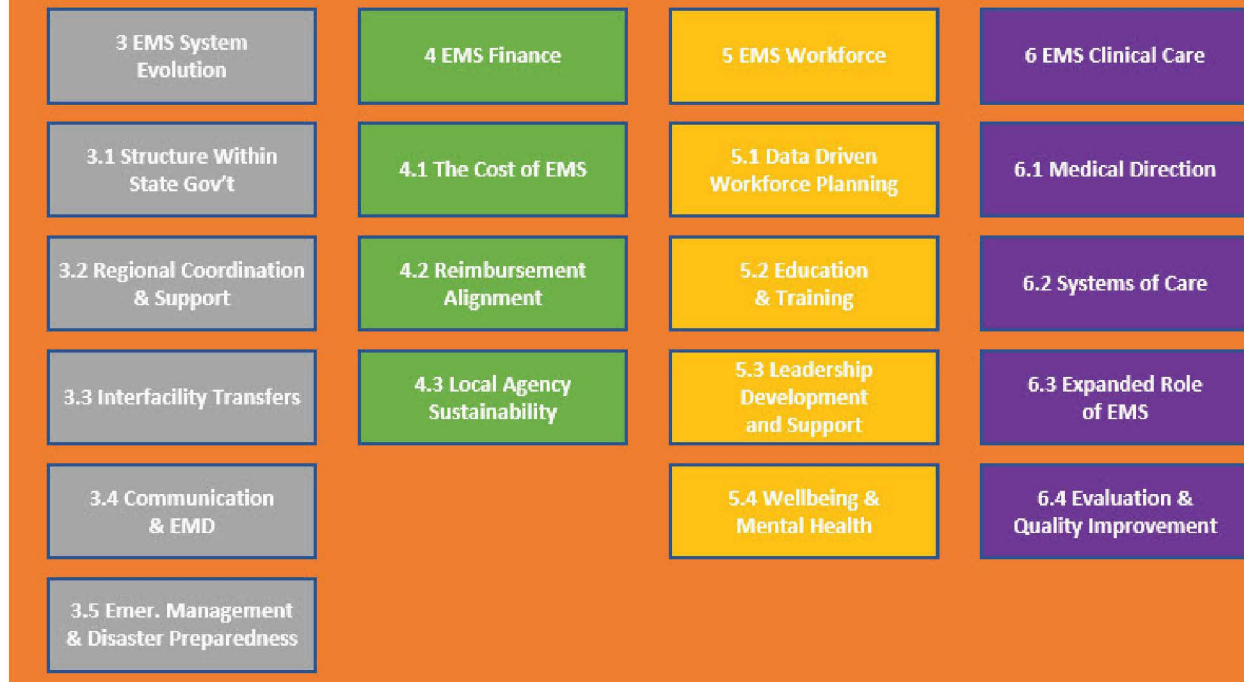 3 EMS System
Evolution
4 EMS Finance
5 EMS Workforce
6 EMS Clinical Care
3.1 Structure Within
State Gov't
4.1 The Cost of EMS
5.1 Data Driven
Workforce Planning
6.1 Medical Direction
3.2 Regional Coordination
& Support
4.2 Reimbursement
Alignment
5.2 Education
& Training
6.2 Systems of Care
3.3 Interfacility Transfers
4.3 Local Agency
Sustainability
5.3 Leadership
Development
and Support
6.3 Expanded Role
of EMS
3.4 Communication
& EMD
5.4 Wellbeing &
Mental Health
6.4 Evaluation &
Quality Improvement
3.5 Emer. Management
& Disaster Preparedness